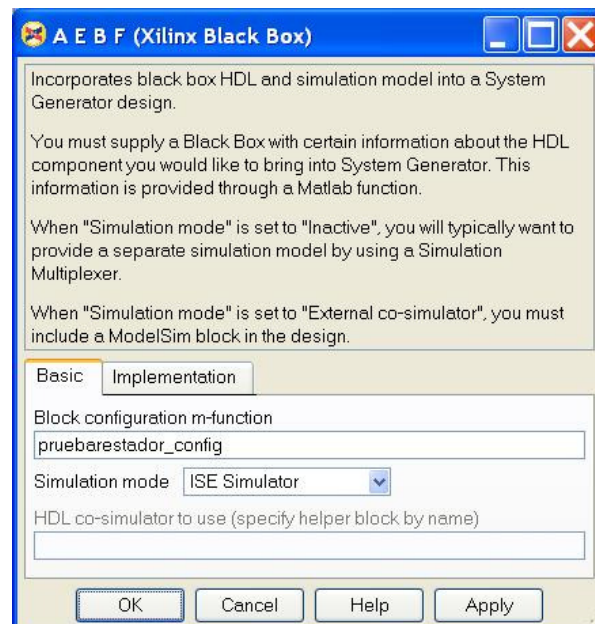 A E B F (Xilinx Black Box)
Incorporates black box HDL and simulation model into a System
Generator design.
You must supply a Black Box with certain information about the HDL
component you would like to bring into System Generator. This
information is provided through a Matlab function.
When "Simulation mode" is set to "Inactive", you will typically want to
provide a separate simulation model by using a Simulation
Multiplexer.
When "Simulation mode" is set to "External co-simulator", you must
include a ModelSim block in the design.
Basic Implementation
Block configuration m-function
pruebarestador_config
Simulation mode ISE Simulator
HDL co-simulator to use (specify helper block by name)
OK Cancel Help Apply